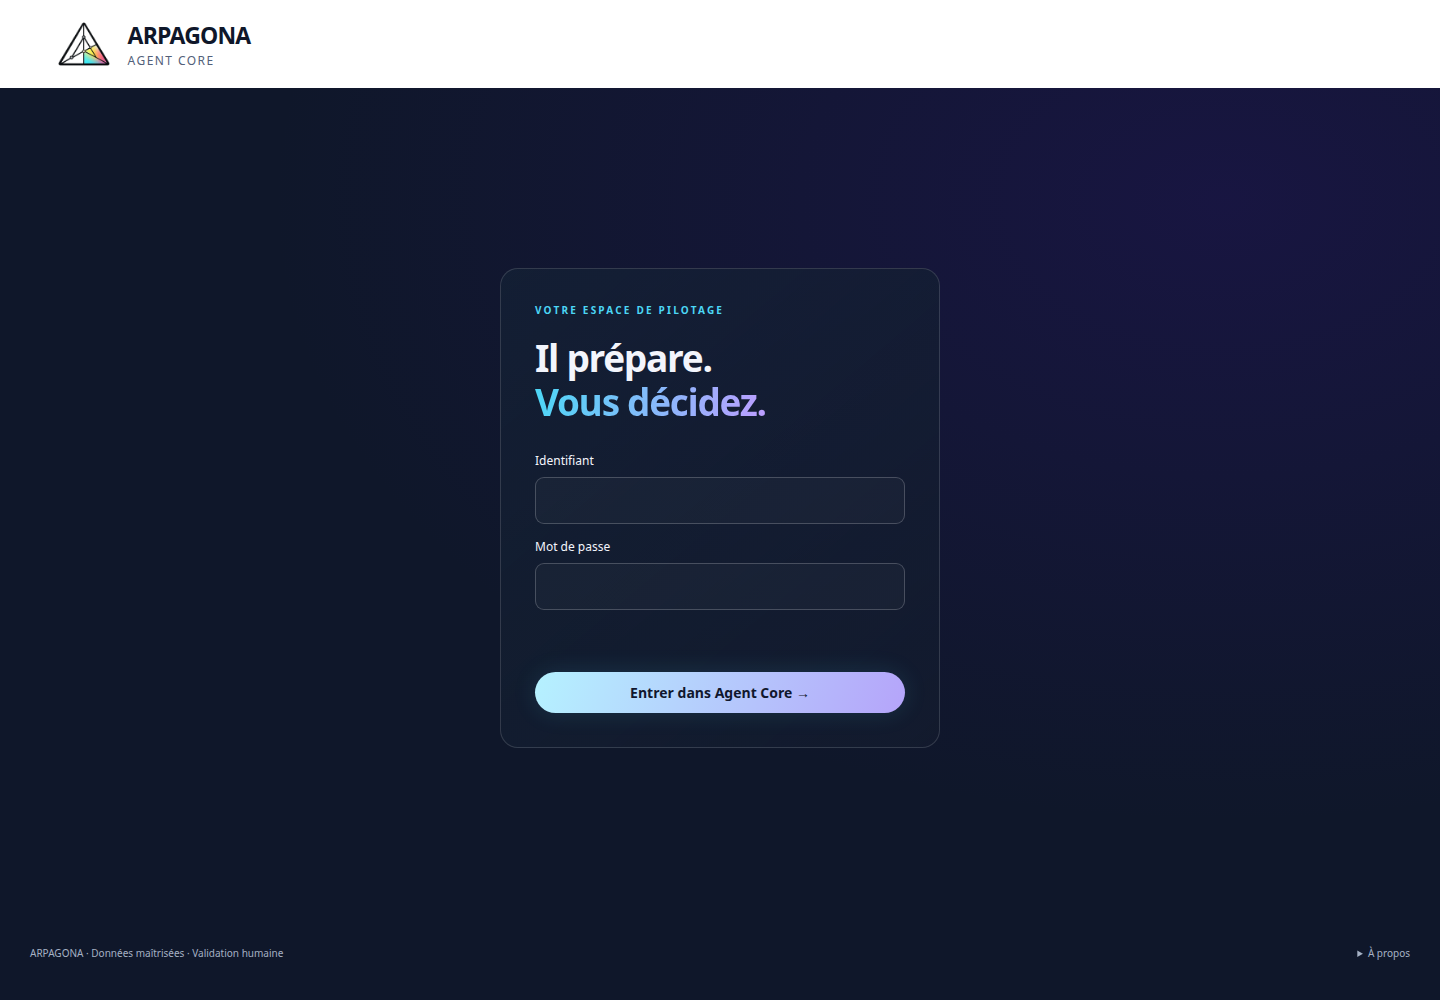 ARPAGONA
AGENT CORE
VOTRE ESPACE DE PILOTAGE
Il prépare.
Vous décidez.
Identifiant
Mot de passe
Entrer dans Agent Core →
ARPAGONA · Données maîtrisées · Validation humaine
▶ À propos